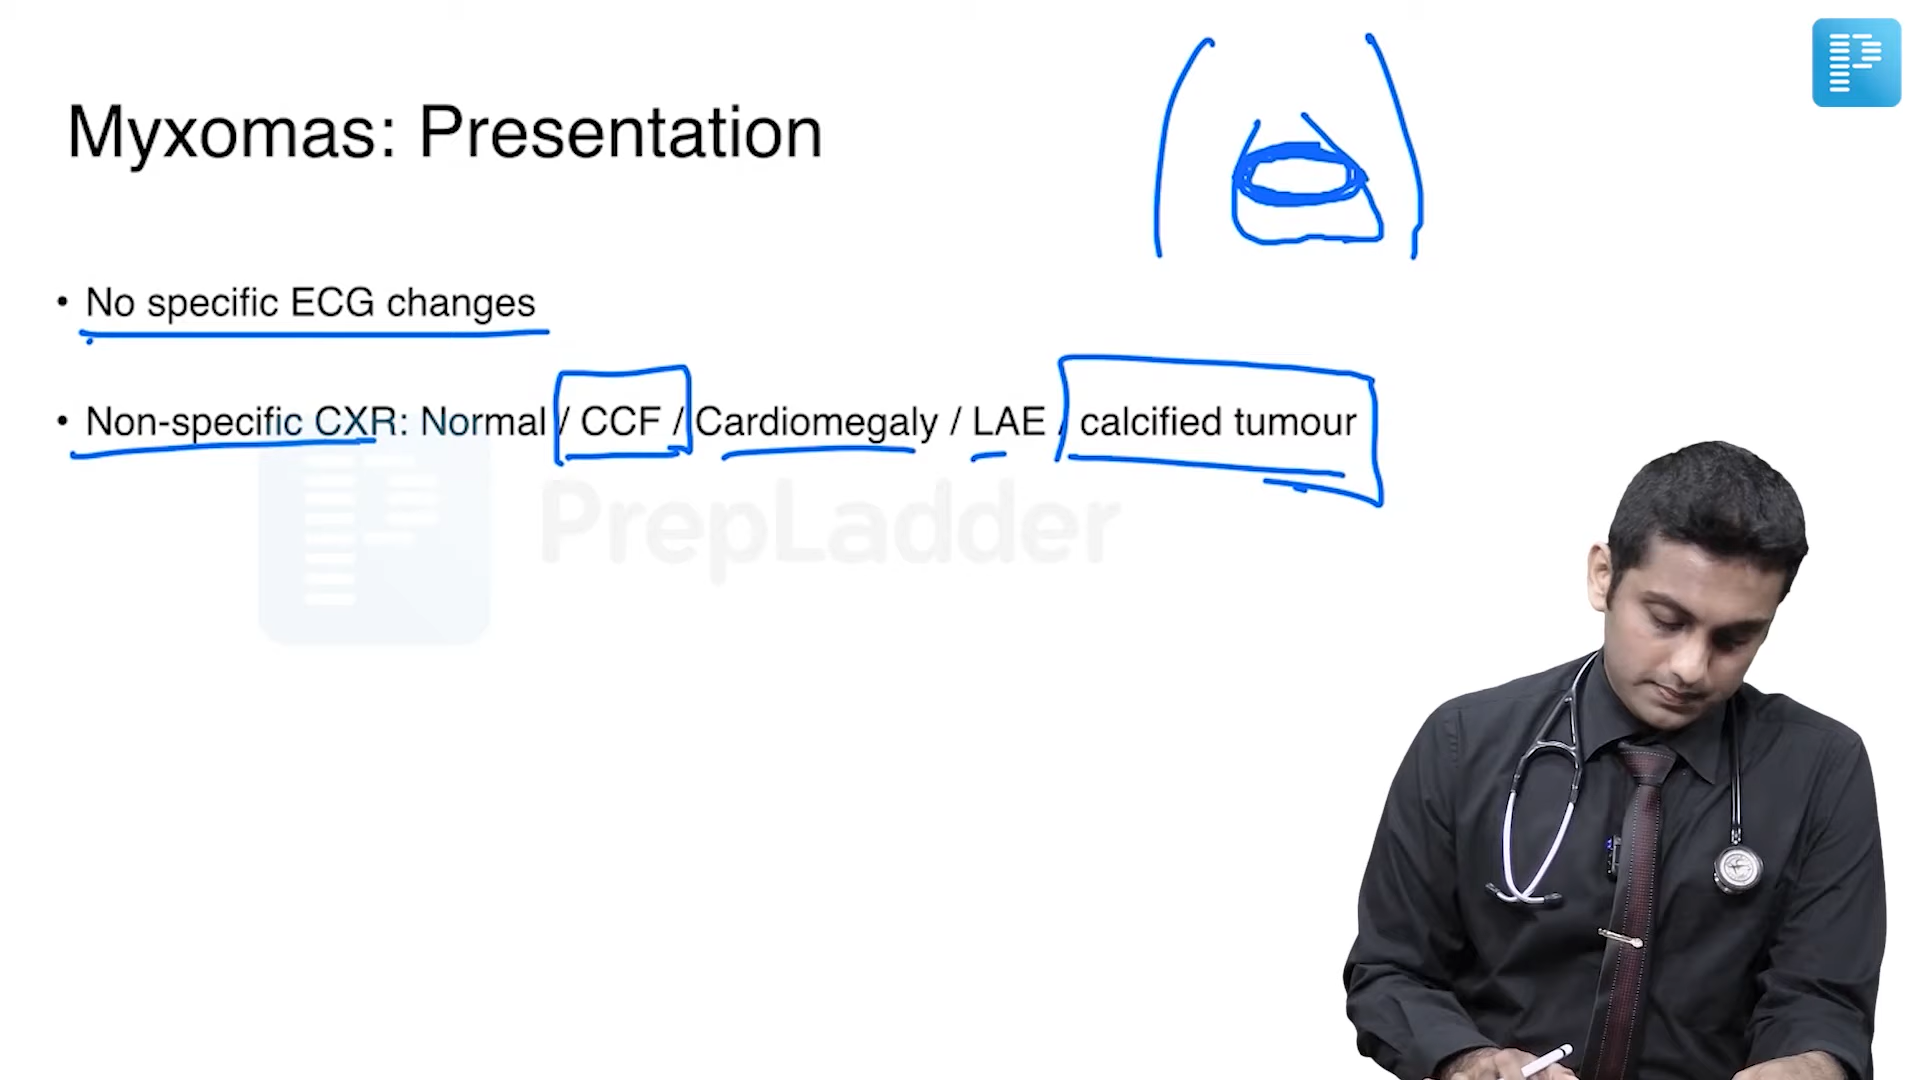 Myxomas: Presentation
• No specific ECG changes
• Non-specific CXR: Normal / CCF / Cardiomegaly / LAE / calcified tumour
PrepLadder